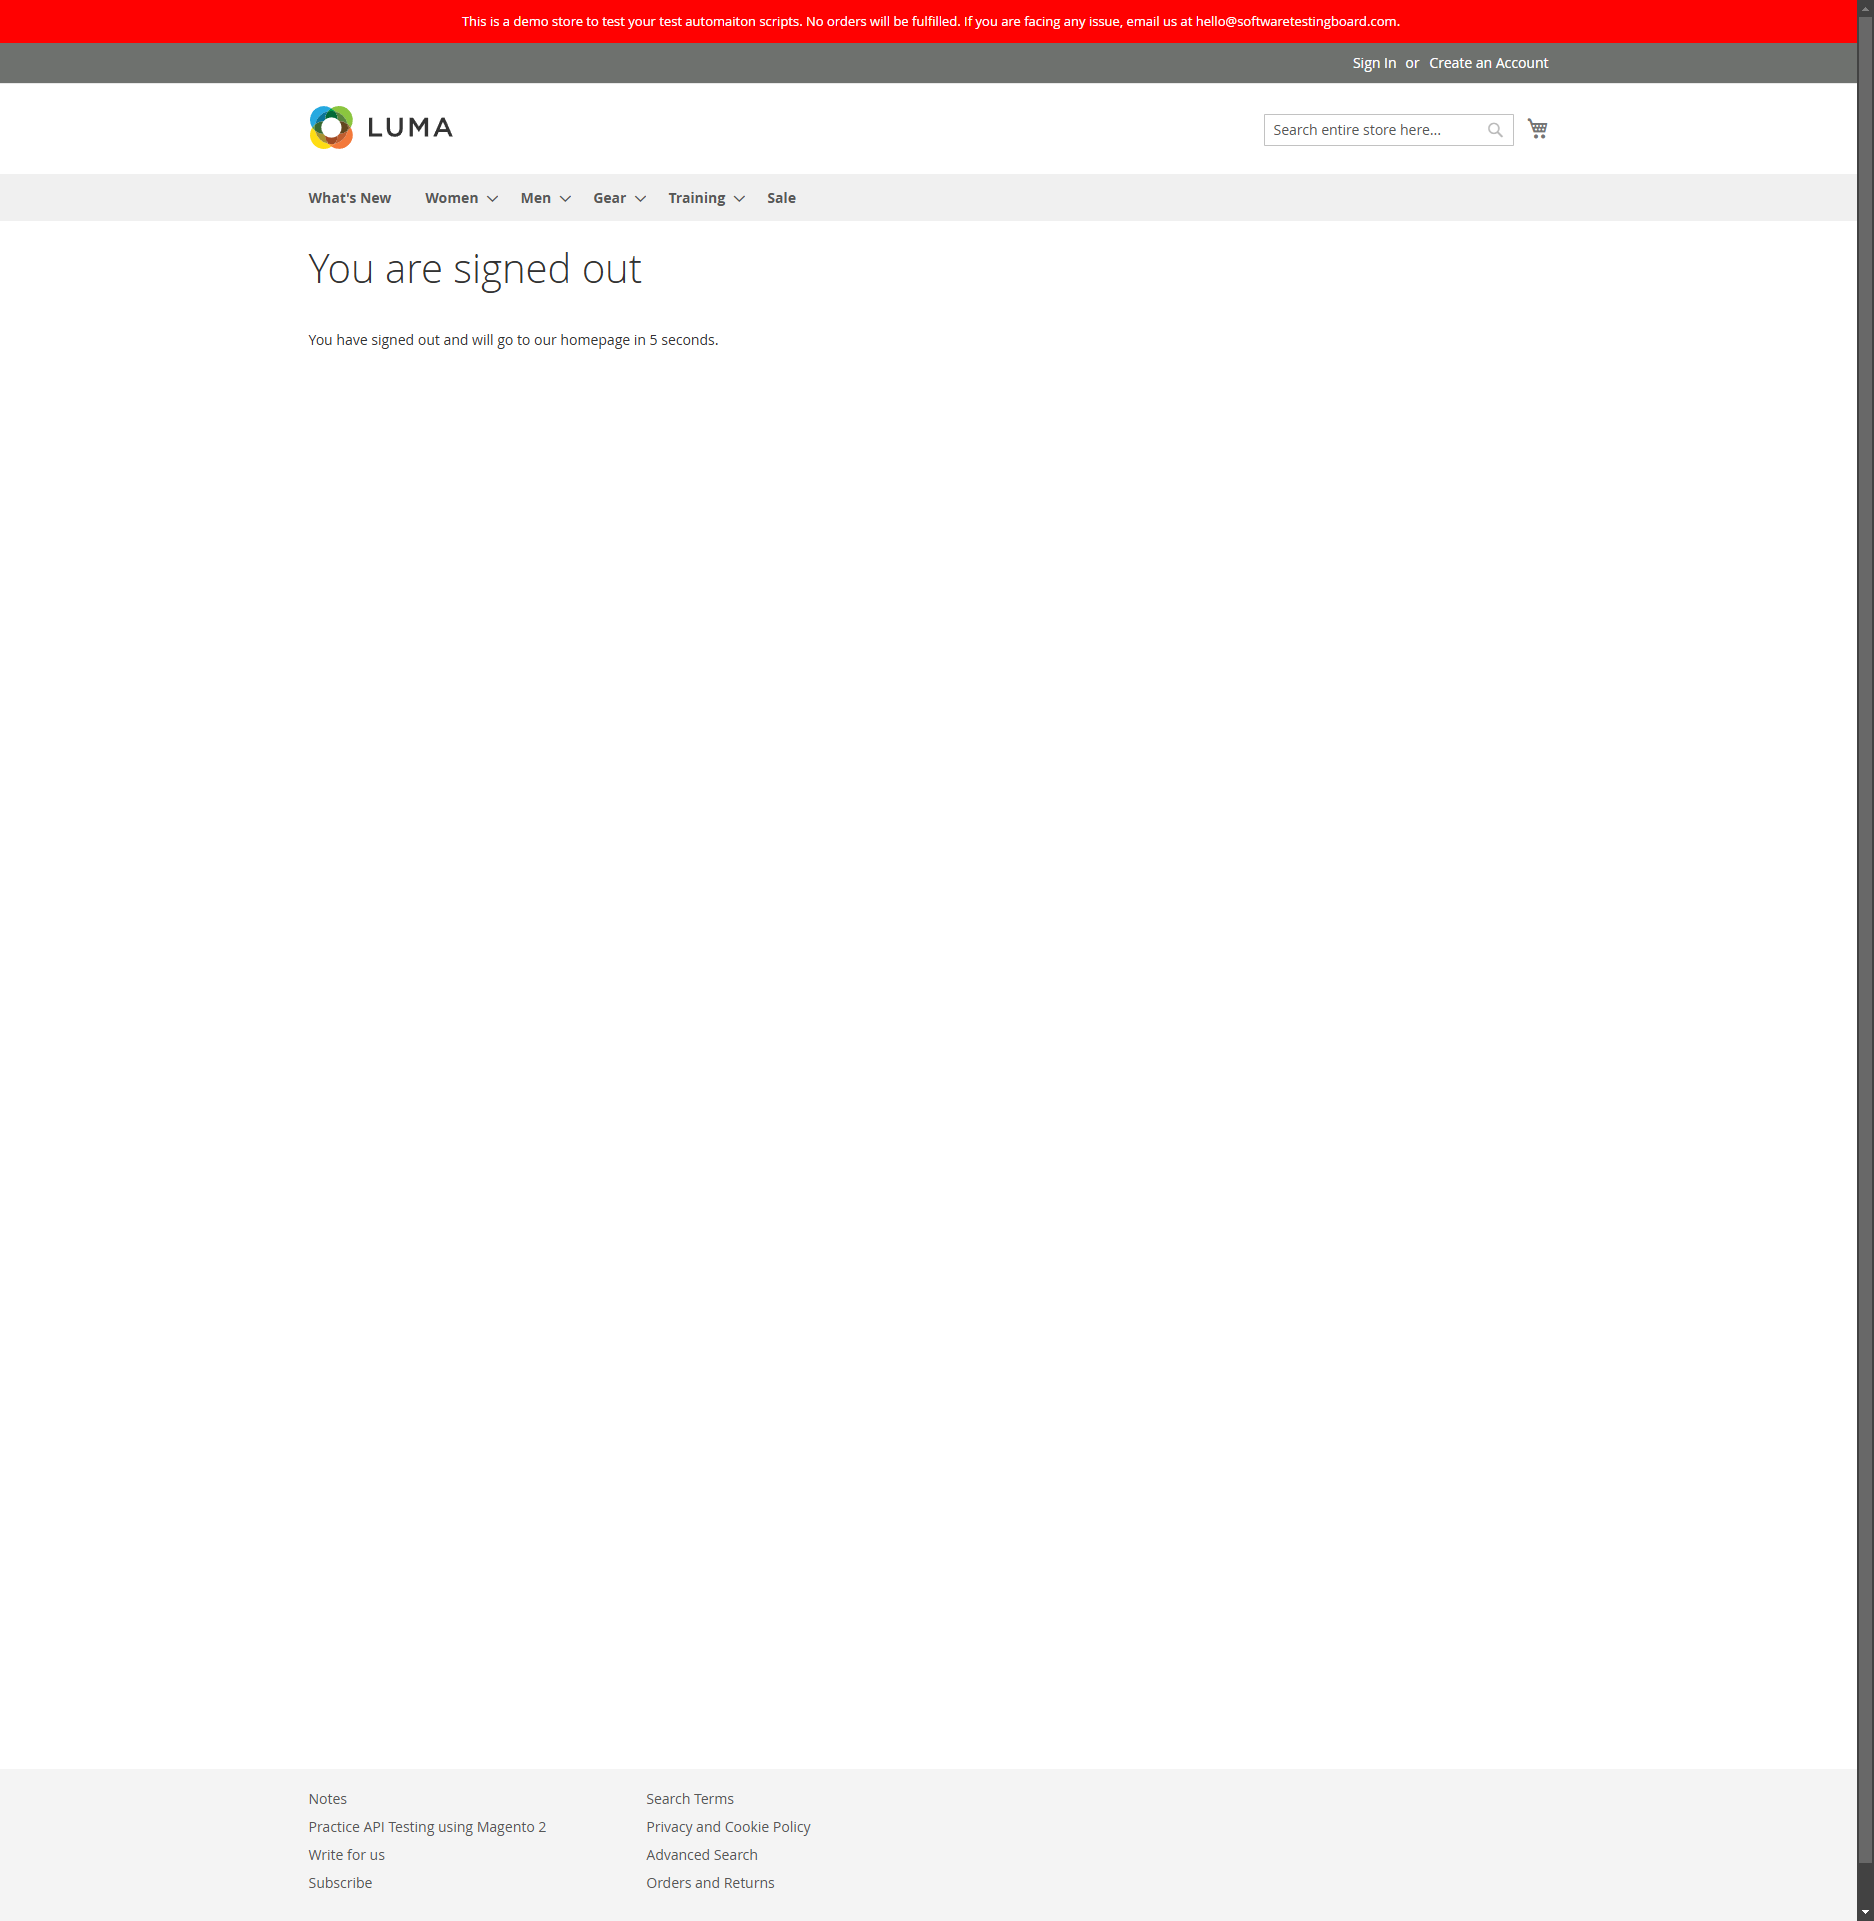 This is a demo store to test your test automaiton scripts. No orders will be fulfilled. If you are facing any issue, email us at hello@softwaretestingboard.com.
Sign In or Create an Account
LUMA
Search entire store here...
What's New Women Men Gear Training Sale
You are signed out
You have signed out and will go to our homepage in 5 seconds.
Notes
Practice API Testing using Magento 2
Write for us
Subscribe
Search Terms
Privacy and Cookie Policy
Advanced Search
Orders and Returns